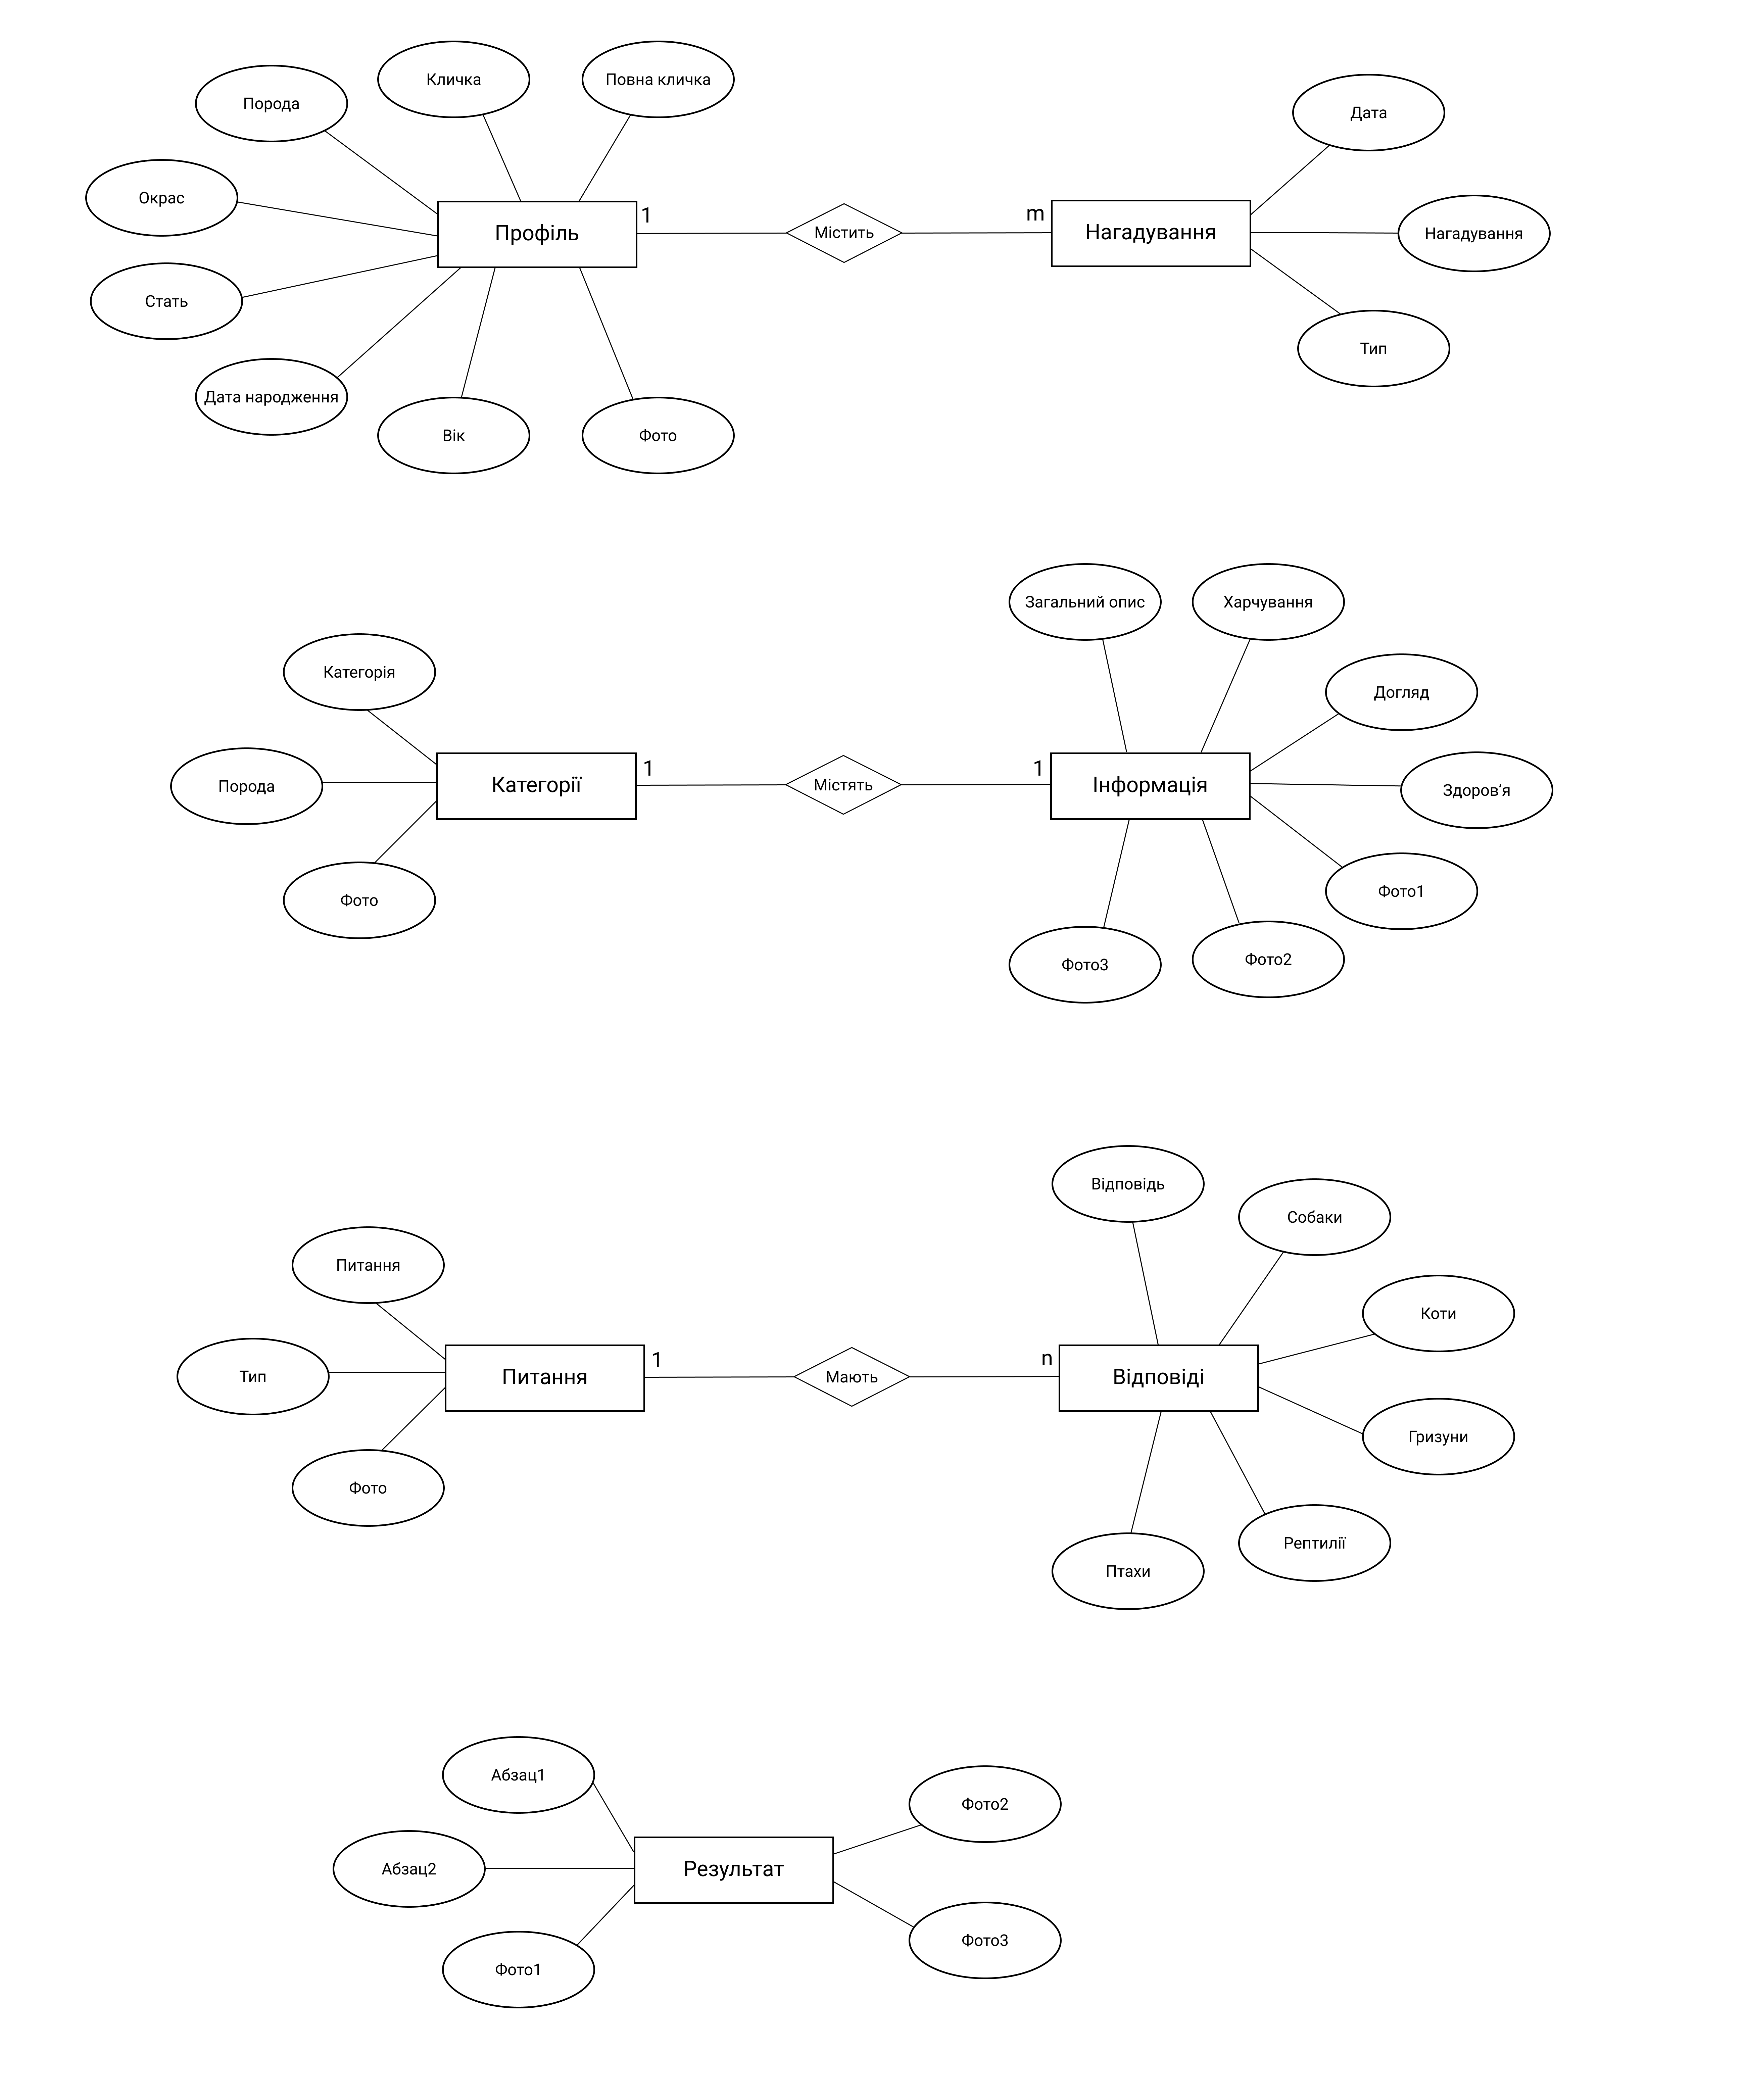 Кличка
Повна кличка
Порода
Дата
Окрас
Профіль
1
Містить
m
Нагадування
Нагадування
Стать
Тип
Дата народження
Вік
Фото
Загальний опис
Харчування
Категорія
Догляд
Порода
Категорії
1
Містять
1
Інформація
Здоров’я
Фото
Фото1
Фото3
Фото2
Відповідь
Собаки
Питання
Коти
Тип
Питання
1
Мають
n
Відповіді
Гризуни
Фото
Рептилії
Птахи
Абзац1
Фото2
Абзац2
Результат
Фото1
Фото3